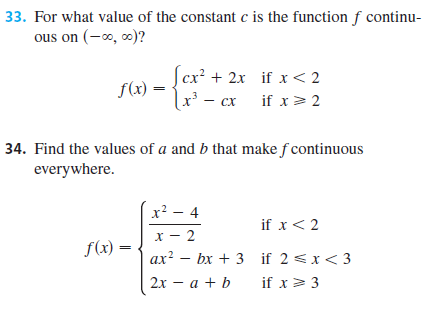 33. For what value of the constant c is the function f continu-
ous on (−∞, ∞)?
f(x) = { cx² + 2x if x < 2
x³ − cx if x ≥ 2
34. Find the values of a and b that make f continuous
everywhere.
f(x) = { (x² − 4)/(x − 2) if x < 2
ax² − bx + 3 if 2 ≤ x < 3
2x − a + b if x ≥ 3